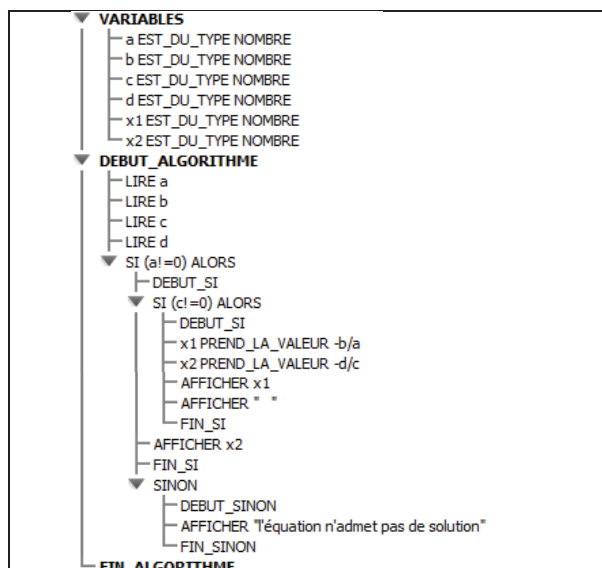 VARIABLES
a EST_DU_TYPE NOMBRE
b EST_DU_TYPE NOMBRE
c EST_DU_TYPE NOMBRE
d EST_DU_TYPE NOMBRE
x1 EST_DU_TYPE NOMBRE
x2 EST_DU_TYPE NOMBRE
DEBUT_ALGORITHME
LIRE a
LIRE b
LIRE c
LIRE d
SI (a!=0) ALORS
DEBUT_SI
SI (c!=0) ALORS
DEBUT_SI
x1 PREND_LA_VALEUR -b/a
x2 PREND_LA_VALEUR -d/c
AFFICHER x1
AFFICHER "  "
FIN_SI
AFFICHER x2
FIN_SI
SINON
DEBUT_SINON
AFFICHER "l'équation n'admet pas de solution"
FIN_SINON
FIN_ALGORITHME